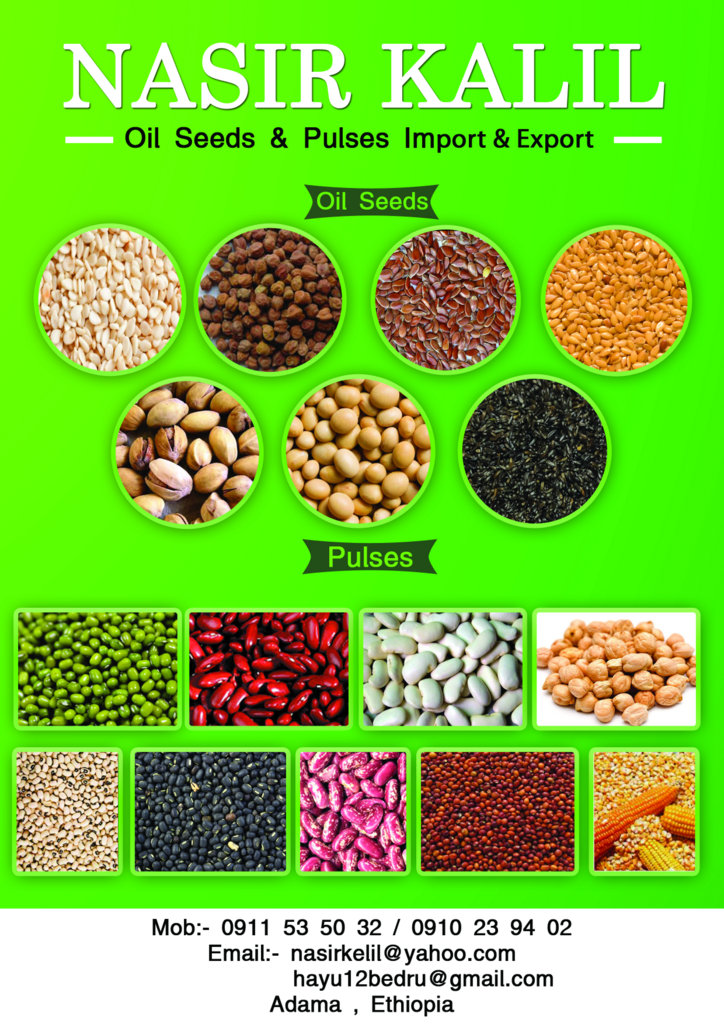 NASIR KALIL
Oil Seeds & Pulses Import & Export
Oil Seeds
Pulses
Mob:- 0911 53 50 32 / 0910 23 94 02
Email:- nasirkelil@yahoo.com
hayu12bedru@gmail.com
Adama , Ethiopia